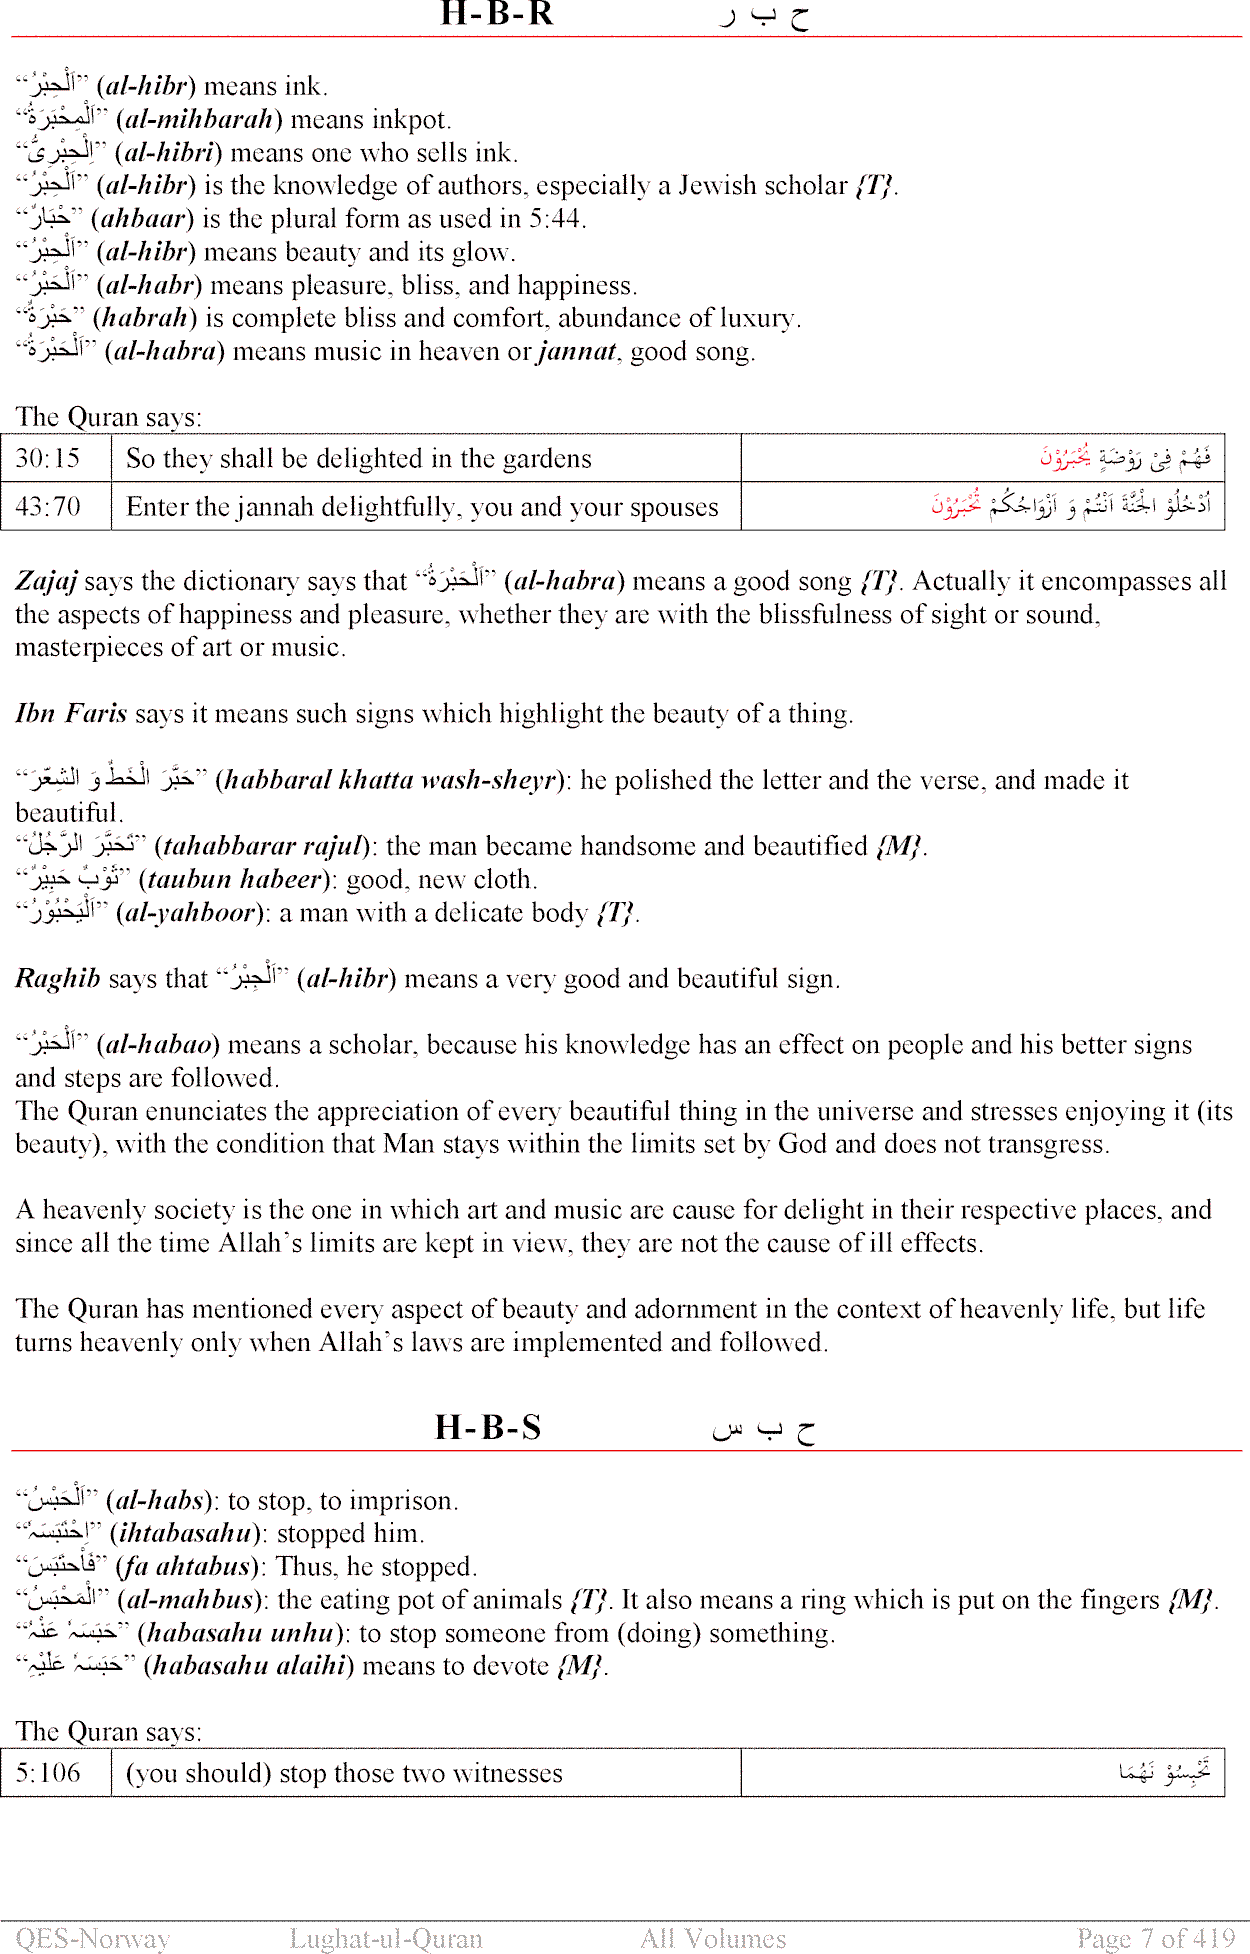 H-B-R ح ب ر
“اَلْحِبْرُ” (al-hibr) means ink.
“اَلْمِحْبَرَۃُ” (al-mihbarah) means inkpot.
“اِلْحِبْرِیُّ” (al-hibri) means one who sells ink.
“اَلْحِبْرُ” (al-hibr) is the knowledge of authors, especially a Jewish scholar {T}.
“حْبَارٌ” (ahbaar) is the plural form as used in 5:44.
“اَلْحِبْرُ” (al-hibr) means beauty and its glow.
“اَلْحَبْرُ” (al-habr) means pleasure, bliss, and happiness.
“حَبْرَۃٌ” (habrah) is complete bliss and comfort, abundance of luxury.
“اَلْحَبْرَۃُ” (al-habra) means music in heaven or jannat, good song.
The Quran says:
30:15 So they shall be delighted in the gardens فَهُمْ فِیْ رَوْضَةٍ يُحْبَرُوْنَ
43:70 Enter the jannah delightfully, you and your spouses اُدْخُلُوْ الْجَنَّةَ اَنْتُمْ وَ اَزْوَاجُكُمْ تُحْبَرُوْنَ
Zajaj says the dictionary says that “اَلْحَبْرَۃُ” (al-habra) means a good song {T}. Actually it encompasses all
the aspects of happiness and pleasure, whether they are with the blissfulness of sight or sound,
masterpieces of art or music.
Ibn Faris says it means such signs which highlight the beauty of a thing.
“حَبَّرَ الْخَطَّ وَ الشِعّرَ” (habbaral khatta wash-sheyr): he polished the letter and the verse, and made it
beautiful.
“تَحَبَّرَ الرَّجُلُ” (tahabbarar rajul): the man became handsome and beautified {M}.
“ثَوْبٌ حَبِيْرٌ” (taubun habeer): good, new cloth.
“اَلْيَحْبُوْرُ” (al-yahboor): a man with a delicate body {T}.
Raghib says that “اَلْحِبْرُ” (al-hibr) means a very good and beautiful sign.
“اَلْحَبْرُ” (al-habao) means a scholar, because his knowledge has an effect on people and his better signs
and steps are followed.
The Quran enunciates the appreciation of every beautiful thing in the universe and stresses enjoying it (its
beauty), with the condition that Man stays within the limits set by God and does not transgress.
A heavenly society is the one in which art and music are cause for delight in their respective places, and
since all the time Allah’s limits are kept in view, they are not the cause of ill effects.
The Quran has mentioned every aspect of beauty and adornment in the context of heavenly life, but life
turns heavenly only when Allah’s laws are implemented and followed.
H-B-S ح ب س
“اَلْحَبْسُ” (al-habs): to stop, to imprison.
“اِحْتَبَسَہٗ” (ihtabasahu): stopped him.
“فَاَحتَبَسَ” (fa ahtabus): Thus, he stopped.
“الْمَحْبَسُ” (al-mahbus): the eating pot of animals {T}. It also means a ring which is put on the fingers {M}.
“حَبَسَہٗ عَنْہُ” (habasahu unhu): to stop someone from (doing) something.
“حَبَسَہٗ عَلَيْہِ” (habasahu alaihi) means to devote {M}.
The Quran says:
5:106 (you should) stop those two witnesses تَحْبِسُوْ نَهُمَا
QES-Norway Lughat-ul-Quran All Volumes Page 7 of 419